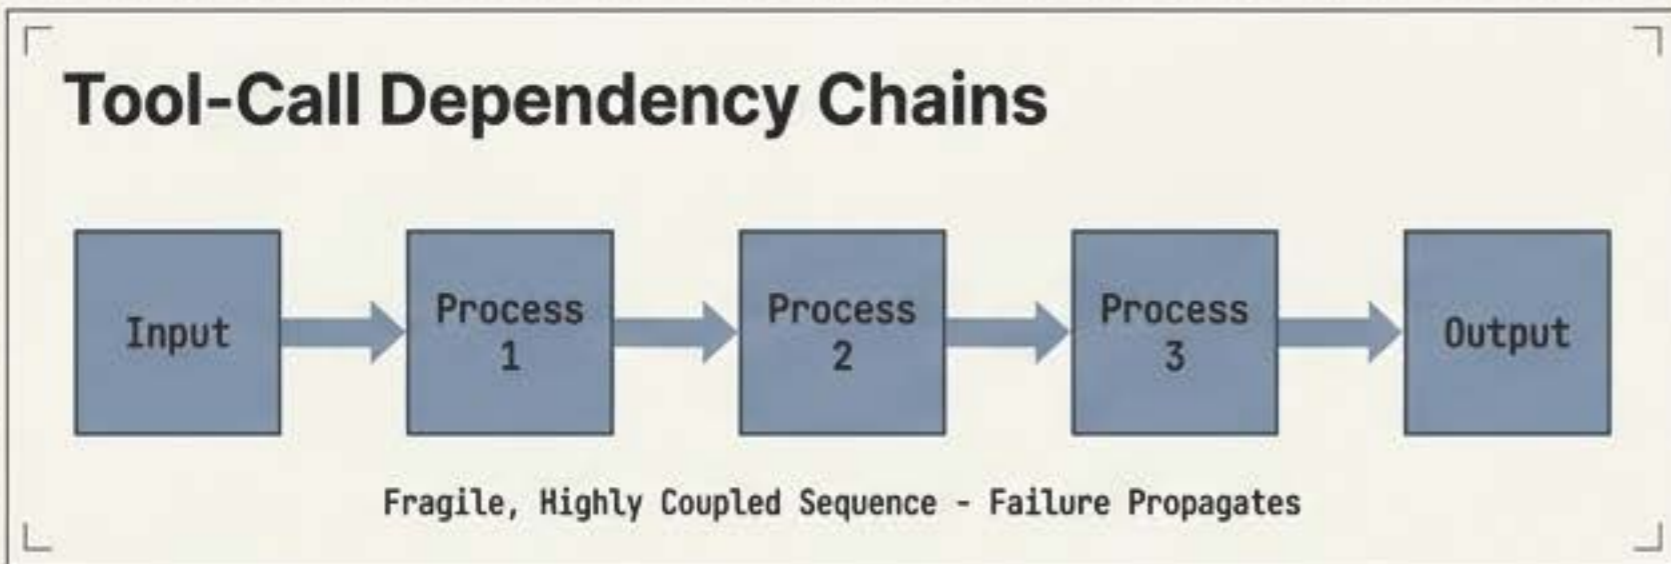 Tool-Call Dependency Chains
Input
Process
1
Process
2
Process
3
Output
Fragile, Highly Coupled Sequence - Failure Propagates